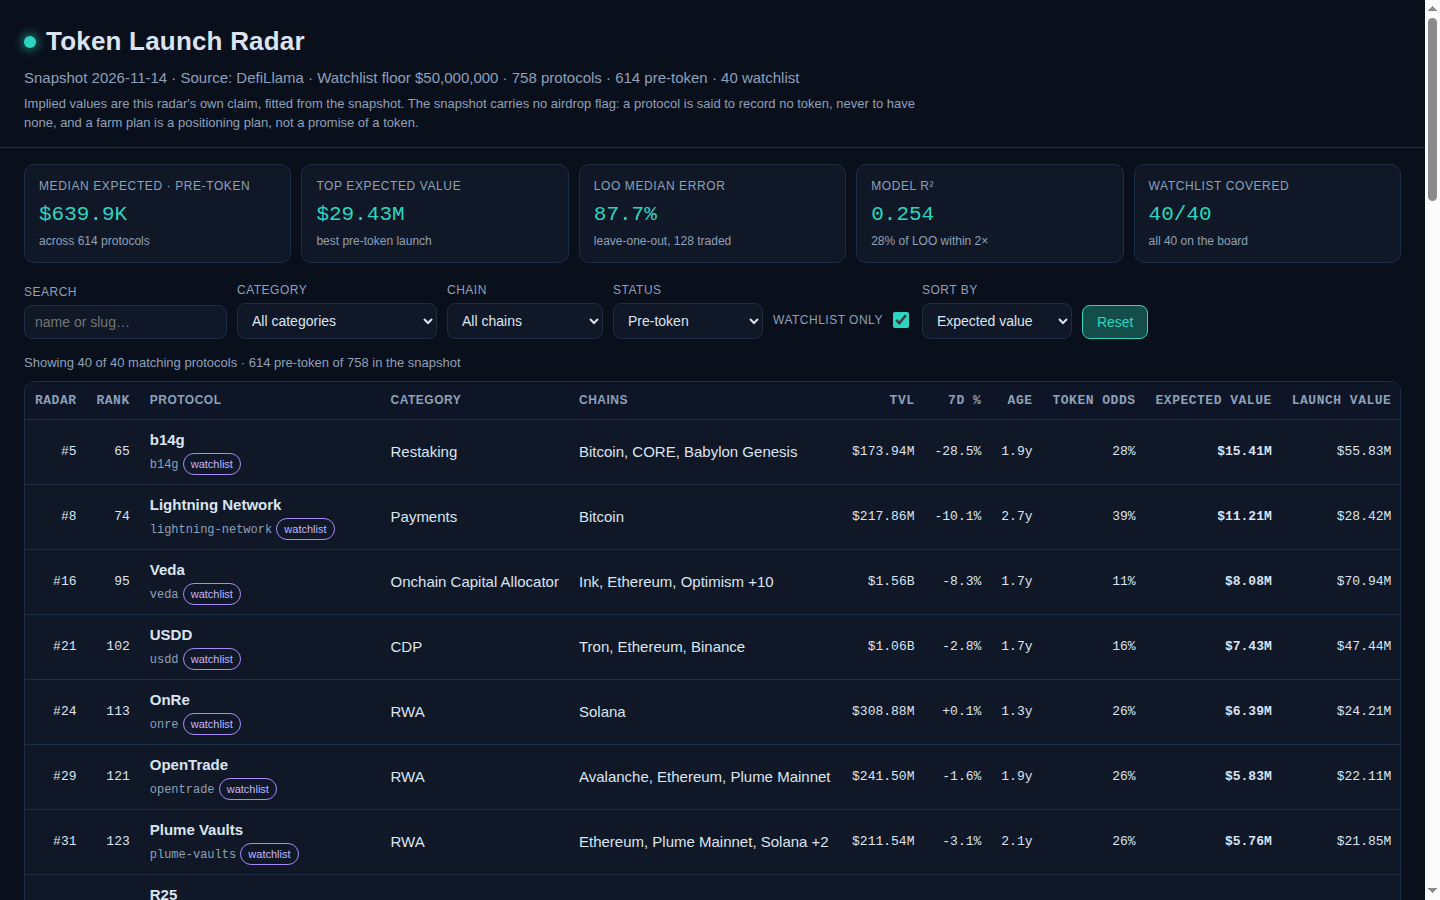 Token Launch Radar
Snapshot 2026-11-14 · Source: DefiLlama · Watchlist floor $50,000,000 · 758 protocols · 614 pre-token · 40 watchlist
Implied values are this radar's own claim, fitted from the snapshot. The snapshot carries no airdrop flag: a protocol is said to record no token, never to have
none, and a farm plan is a positioning plan, not a promise of a token.
MEDIAN EXPECTED · PRE-TOKEN
$639.9K
across 614 protocols
TOP EXPECTED VALUE
$29.43M
best pre-token launch
LOO MEDIAN ERROR
87.7%
leave-one-out, 128 traded
MODEL R²
0.254
28% of LOO within 2×
WATCHLIST COVERED
40/40
all 40 on the board
SEARCH
name or slug…
CATEGORY
All categories
CHAIN
All chains
STATUS
Pre-token
WATCHLIST ONLY
SORT BY
Expected value
Reset
Showing 40 of 40 matching protocols · 614 pre-token of 758 in the snapshot
RADAR RANK PROTOCOL CATEGORY CHAINS TVL 7D % AGE TOKEN ODDS EXPECTED VALUE LAUNCH VALUE
#5 65 b14g Restaking Bitcoin, CORE, Babylon Genesis $173.94M -28.5% 1.9y 28% $15.41M $55.83M
b14g watchlist
#8 74 Lightning Network Payments Bitcoin $217.86M -10.1% 2.7y 39% $11.21M $28.42M
lightning-network watchlist
#16 95 Veda Onchain Capital Allocator Ink, Ethereum, Optimism +10 $1.56B -8.3% 1.7y 11% $8.08M $70.94M
veda watchlist
#21 102 USDD CDP Tron, Ethereum, Binance $1.06B -2.8% 1.7y 16% $7.43M $47.44M
usdd watchlist
#24 113 OnRe RWA Solana $308.88M +0.1% 1.3y 26% $6.39M $24.21M
onre watchlist
#29 121 OpenTrade RWA Avalanche, Ethereum, Plume Mainnet $241.50M -1.6% 1.9y 26% $5.83M $22.11M
opentrade watchlist
#31 123 Plume Vaults RWA Ethereum, Plume Mainnet, Solana +2 $211.54M -3.1% 2.1y 26% $5.76M $21.85M
plume-vaults watchlist
R25